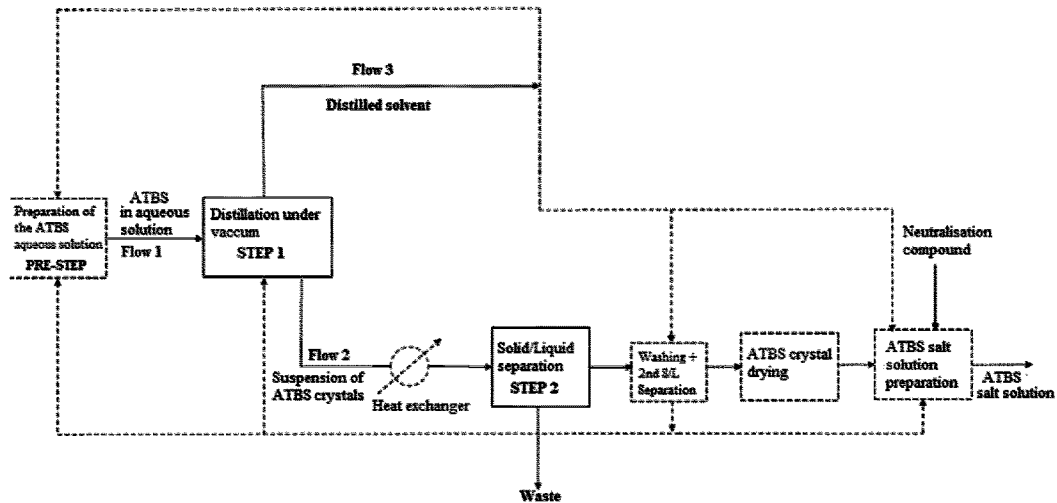 Flow 3
Distilled solvent
Preparation of
the ATBS
aqueous solution
PRE-STEP
ATBS
in aqueous
solution
Flow 1
Distillation under
vaccum
STEP 1
Neutralisation
compound
Flow 2
Suspension of
ATBS crystals
Heat exchanger
Solid/Liquid
separation
STEP 2
Washing +
2nd S/L
Separation
ATBS crystal
drying
ATBS salt
solution
preparation
ATBS
salt solution
Waste